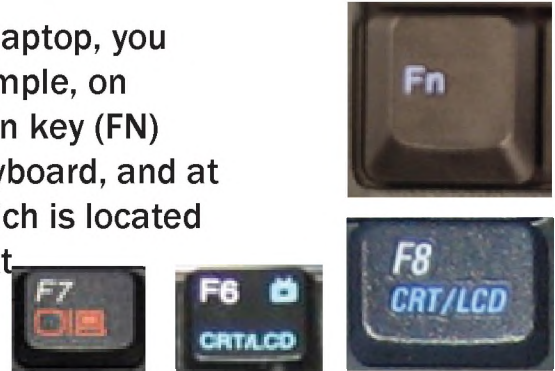 aptop, you
mple, on
n key (FN)
yboard, and at
ch is located
t
Fn
F7
F6
CRT/LCD
F8
CRT/LCD